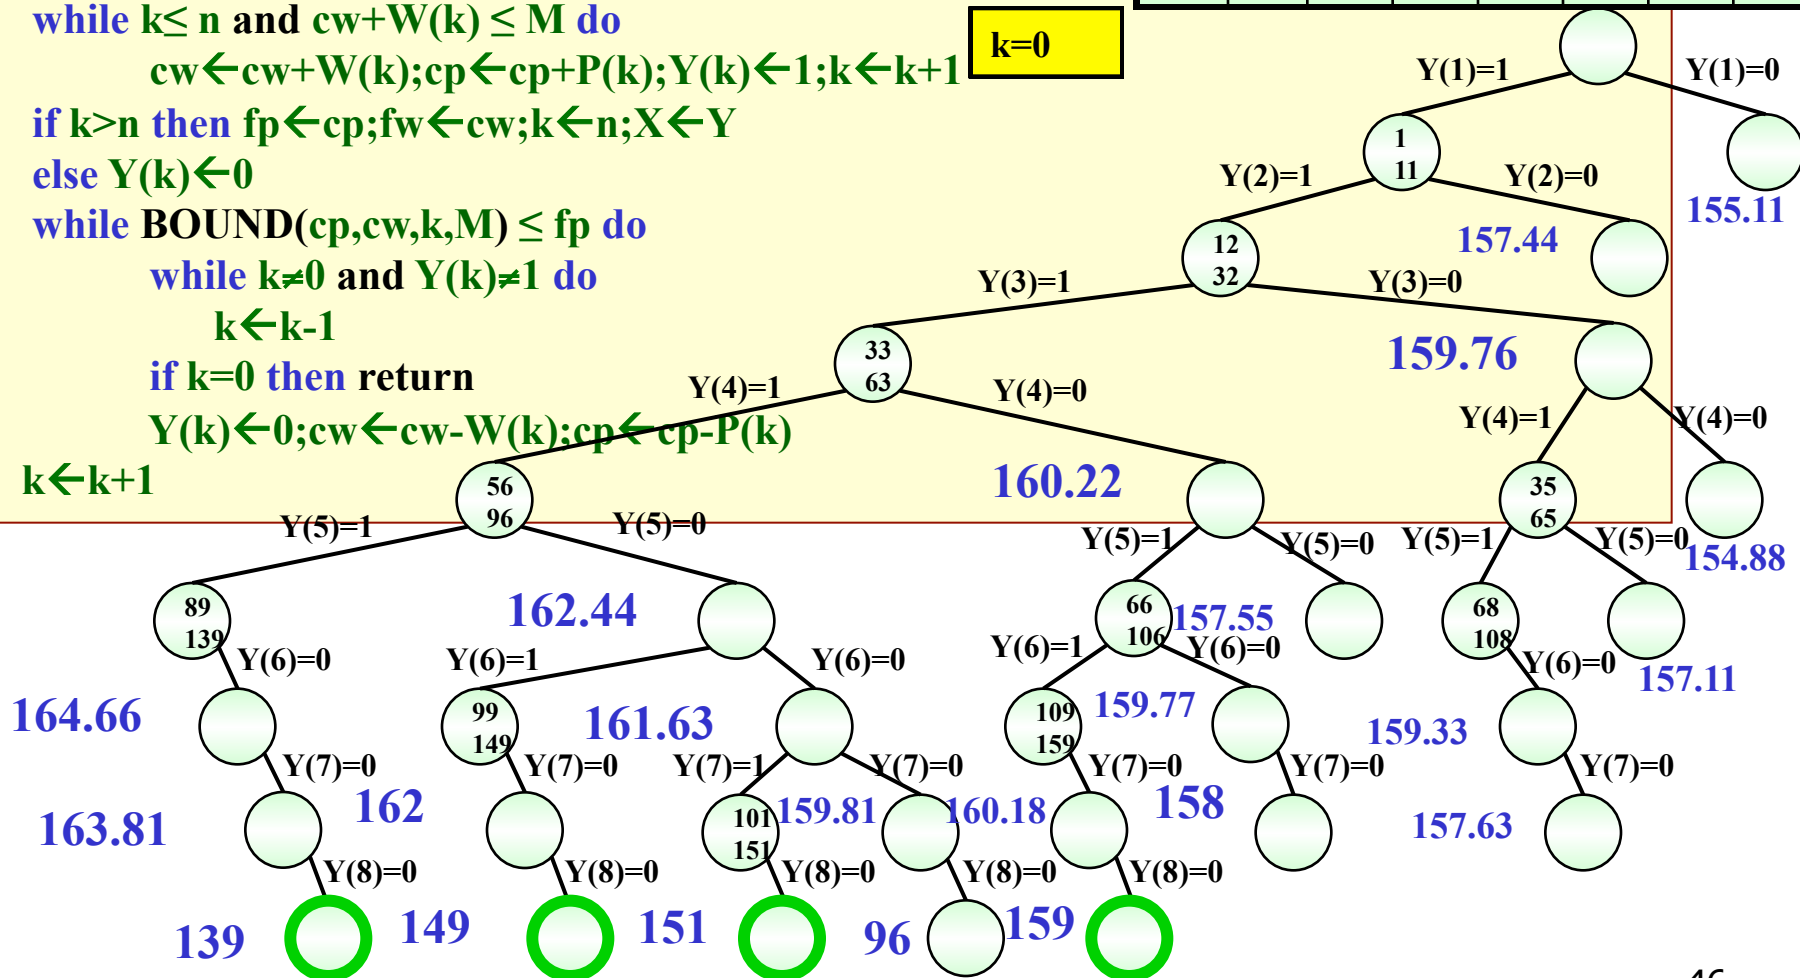 while k≤ n and cw+W(k) ≤ M do
cw←cw+W(k);cp←cp+P(k);Y(k)←1;k←k+1
if k>n then fp←cp;fw←cw;k←n;X←Y
else Y(k)←0
while BOUND(cp,cw,k,M) ≤ fp do
while k≠0 and Y(k)≠1 do
k←k-1
if k=0 then return
Y(k)←0;cw←cw-W(k);cp←cp-P(k)
k←k+1
k=0
Y(1)=1
Y(1)=0
1
11
155.11
Y(2)=1
Y(2)=0
12
32
157.44
Y(3)=1
Y(3)=0
33
63
159.76
Y(4)=1
Y(4)=0
Y(4)=1
Y(4)=0
56
96
160.22
35
65
154.88
Y(5)=1
Y(5)=0
Y(5)=1
Y(5)=0
Y(5)=1
Y(5)=0
89
139
162.44
66
106
157.55
68
108
157.11
Y(6)=0
Y(6)=1
Y(6)=0
Y(6)=1
Y(6)=0
Y(6)=0
164.66
99
149
161.63
109
159
159.77
159.33
Y(7)=0
Y(7)=0
Y(7)=1
Y(7)=0
Y(7)=0
Y(7)=0
Y(7)=0
163.81
162
101
151
159.81
160.18
158
157.63
Y(8)=0
Y(8)=0
Y(8)=0
Y(8)=0
Y(8)=0
139
149
151
96
159
46